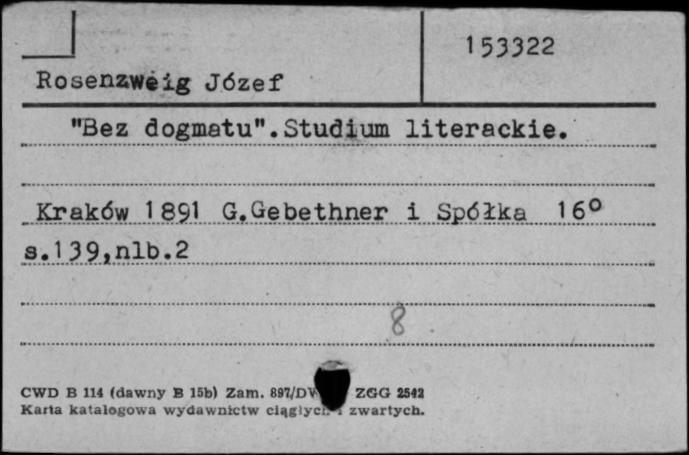 153322
Rosenzweig Józef
"Bez dogmatu".Studium literackie.
Kraków 1891 G.Gebethner i Spółka 16º
s.139,nlb.2
8
CWD B 114 (dawny B 15b) Zam. 897/DW ZGG 2542
Karta katalogowa wydawnictw ciągłych i zwartych.